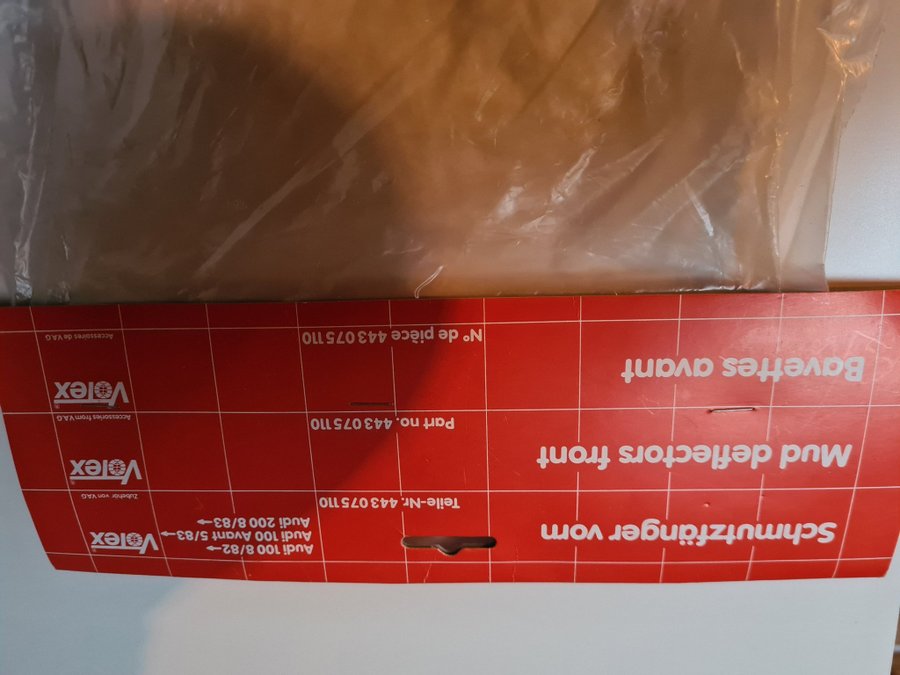 Schmutzfänger vorn
Teile-Nr. 443 075 110
Audi 100 8/82→
Audi 100 Avant 5/83→
Audi 200 8/83→
Votex
Zubehör von V.A.G
Mud deflectors front
Part no. 443 075 110
Votex®
Accessories from V.A.G
Bavettes avant
N° de pièce 443 075 110
Votex®
Accessoires de V.A.G